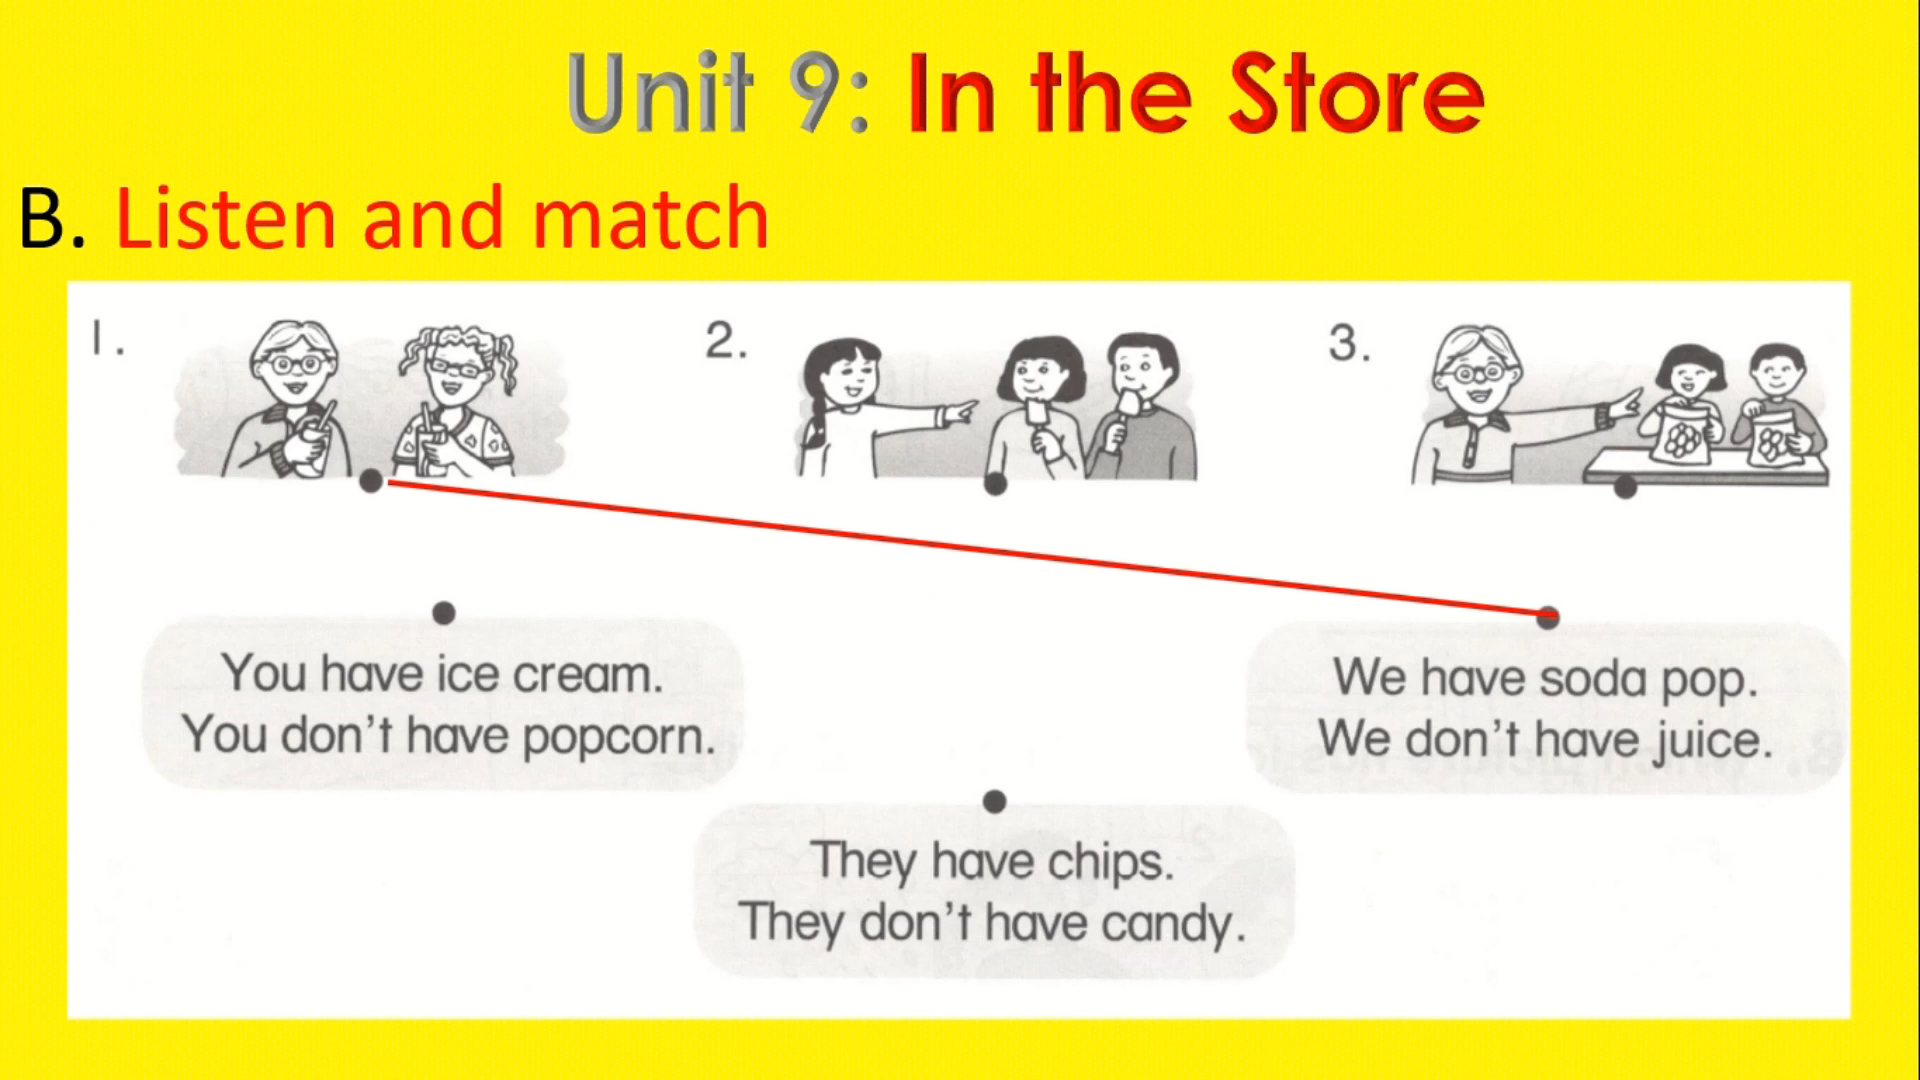 Unit 9: In the Store
B. Listen and match
1.
2.
3.
You have ice cream.
You don't have popcorn.
We have soda pop.
We don't have juice.
They have chips.
They don't have candy.